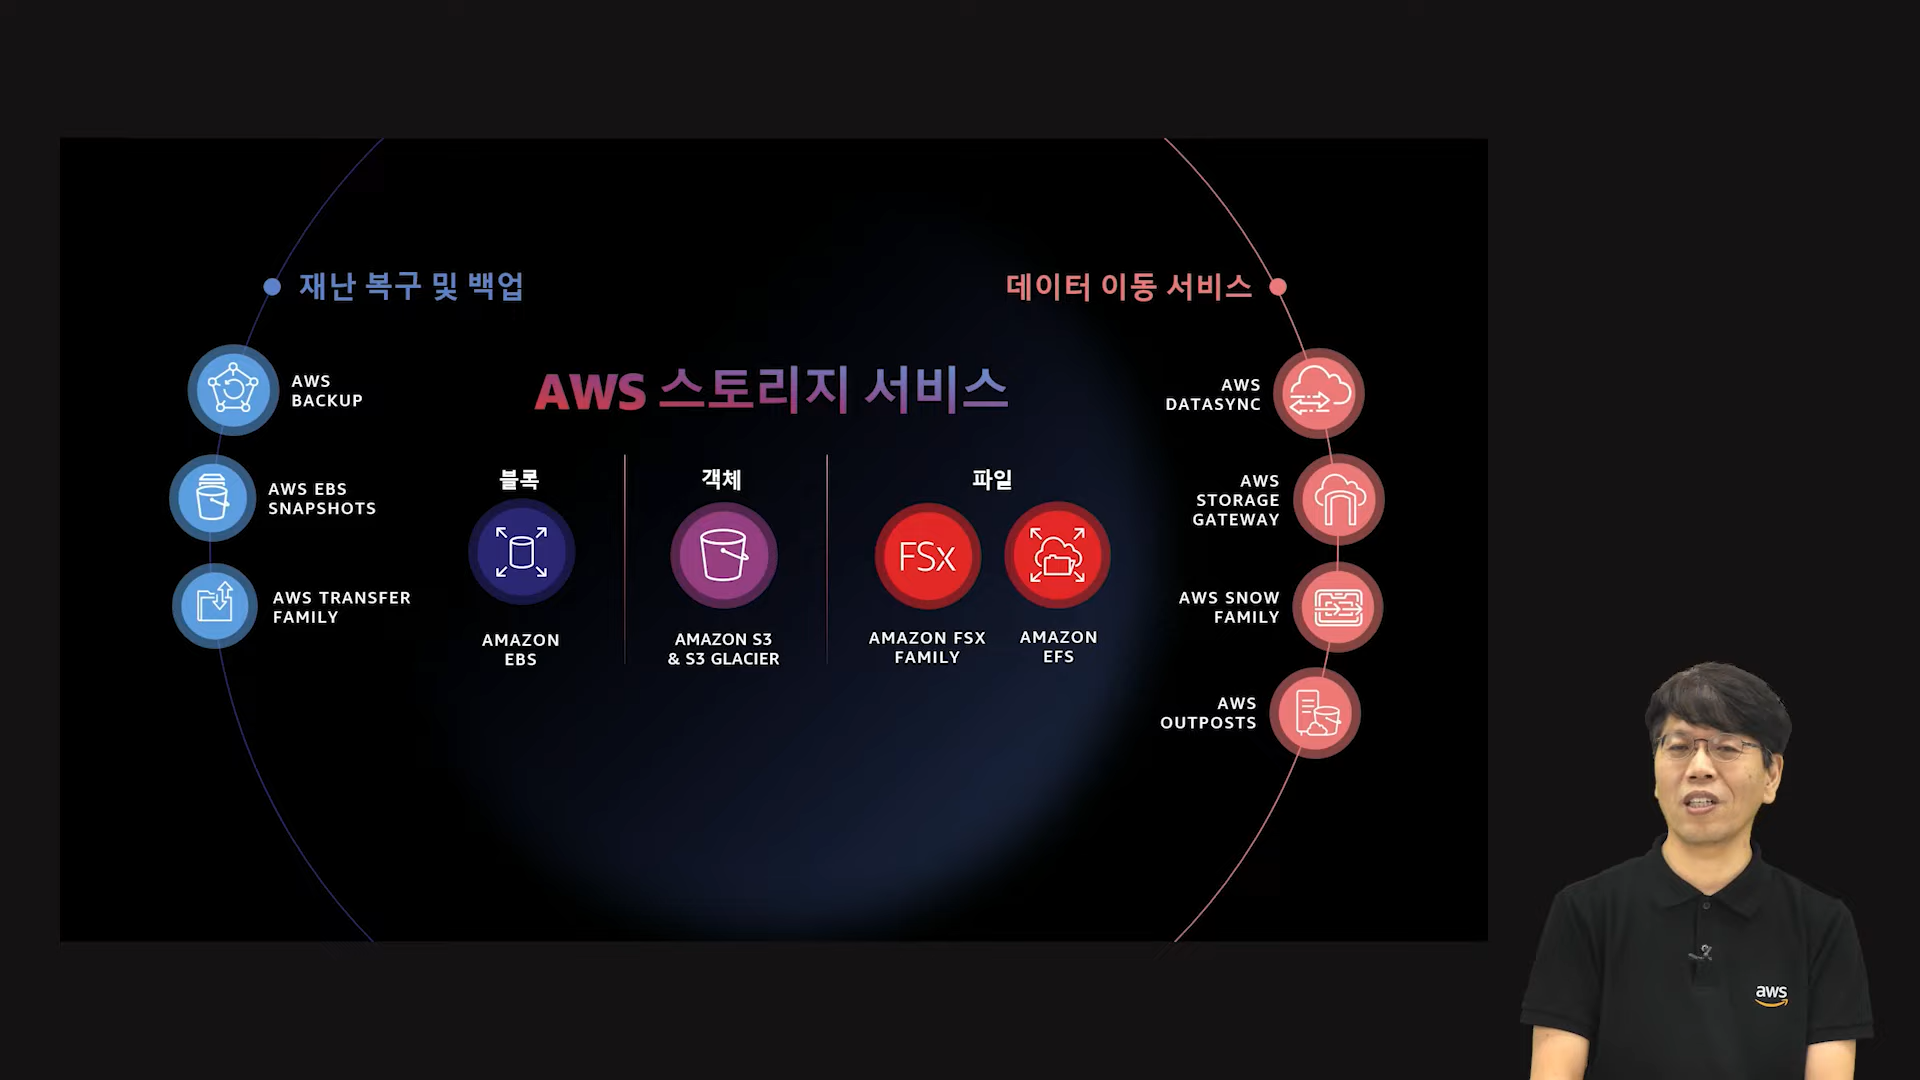 재난 복구 및 백업
AWS
BACKUP
AWS EBS
SNAPSHOTS
AWS TRANSFER
FAMILY
AWS 스토리지 서비스
블록
AMAZON
EBS
객체
AMAZON S3
& S3 GLACIER
파일
FSx
AMAZON FSX
FAMILY
AMAZON
EFS
데이터 이동 서비스
AWS
DATASYNC
AWS
STORAGE
GATEWAY
AWS SNOW
FAMILY
AWS
OUTPOSTS
aws